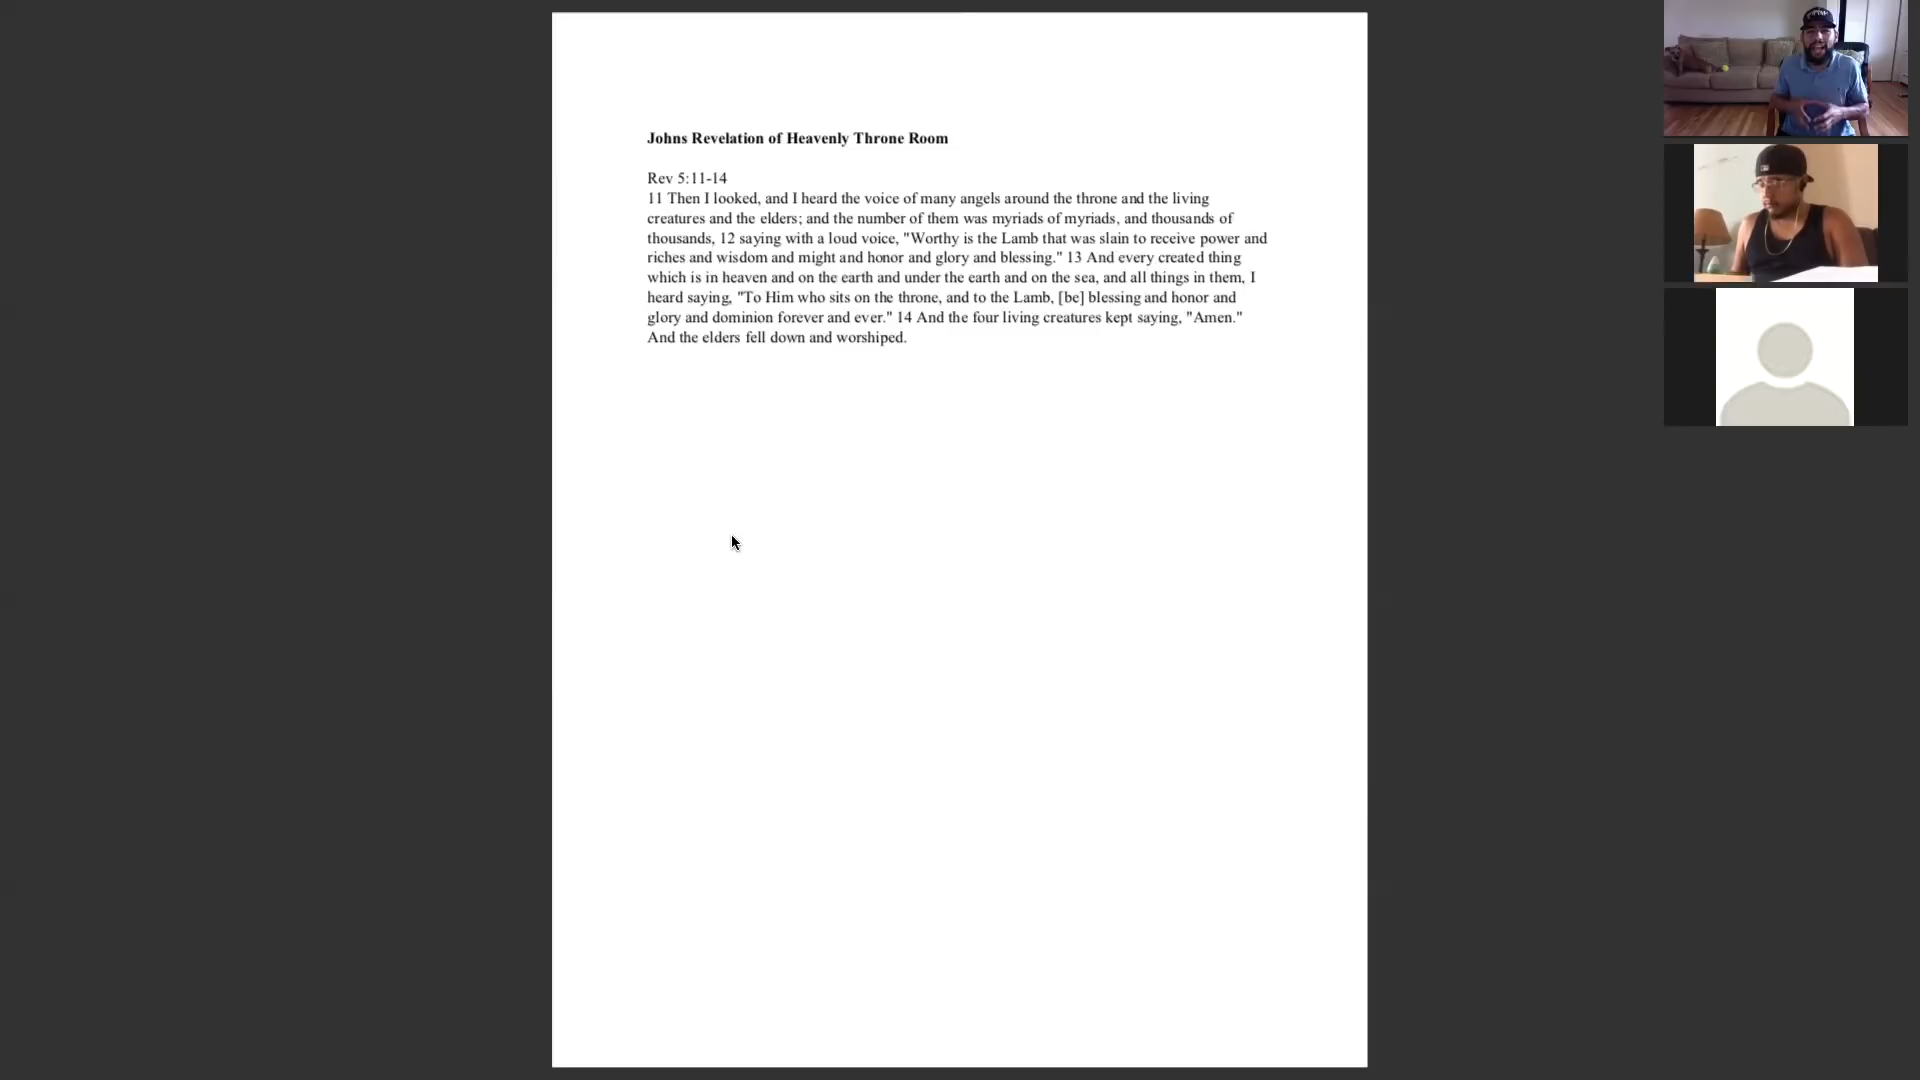 Johns Revelation of Heavenly Throne Room
Rev 5:11-14
11 Then I looked, and I heard the voice of many angels around the throne and the living
creatures and the elders; and the number of them was myriads of myriads, and thousands of
thousands, 12 saying with a loud voice, "Worthy is the Lamb that was slain to receive power and
riches and wisdom and might and honor and glory and blessing." 13 And every created thing
which is in heaven and on the earth and under the earth and on the sea, and all things in them, I
heard saying, "To Him who sits on the throne, and to the Lamb, [be] blessing and honor and
glory and dominion forever and ever." 14 And the four living creatures kept saying, "Amen."
And the elders fell down and worshiped.